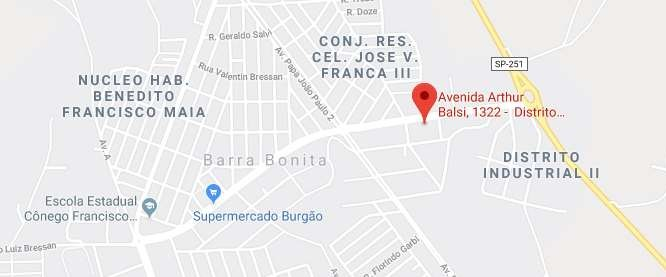 R. Geraldo Salvi
R. Doze
Rua Valentin Bressan
Av. Papa João Paulo 2
CONJ. RES.
CEL. JOSE V.
FRANCA III
SP-251
NUCLEO HAB.
BENEDITO
FRANCISCO MAIA
Av. A
Avenida Arthur
Balsi, 1322 - Distrito...
Barra Bonita
DISTRITO
INDUSTRIAL II
Escola Estadual
Cônego Francisco...
Supermercado Burgão
o Luiz Bressan
R. Florindo Garbi